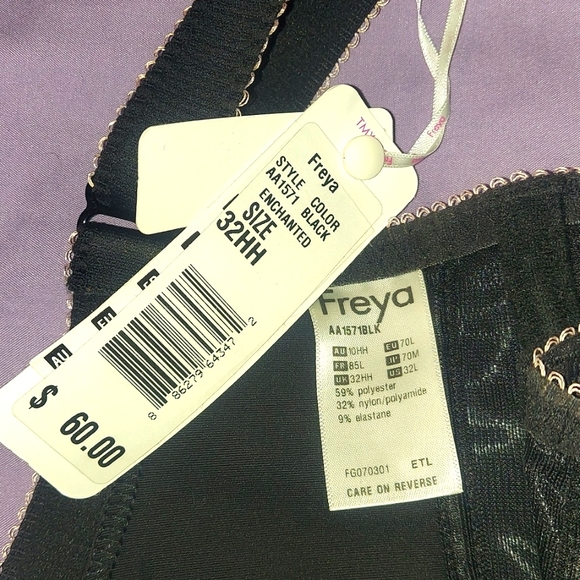 Freya
STYLE COLOR
AA1571 BLACK
ENCHANTED
SIZE
32HH
8 86279 64347 2
$ 60.00
Freya
Freya
AA1571BLK
AU 10HH EU 70L
FR 85L 70M
UK 32HH US 32L
59% polyester
32% nylon/polyamide
9% elastane
FG070301 ETL
CARE ON REVERSE